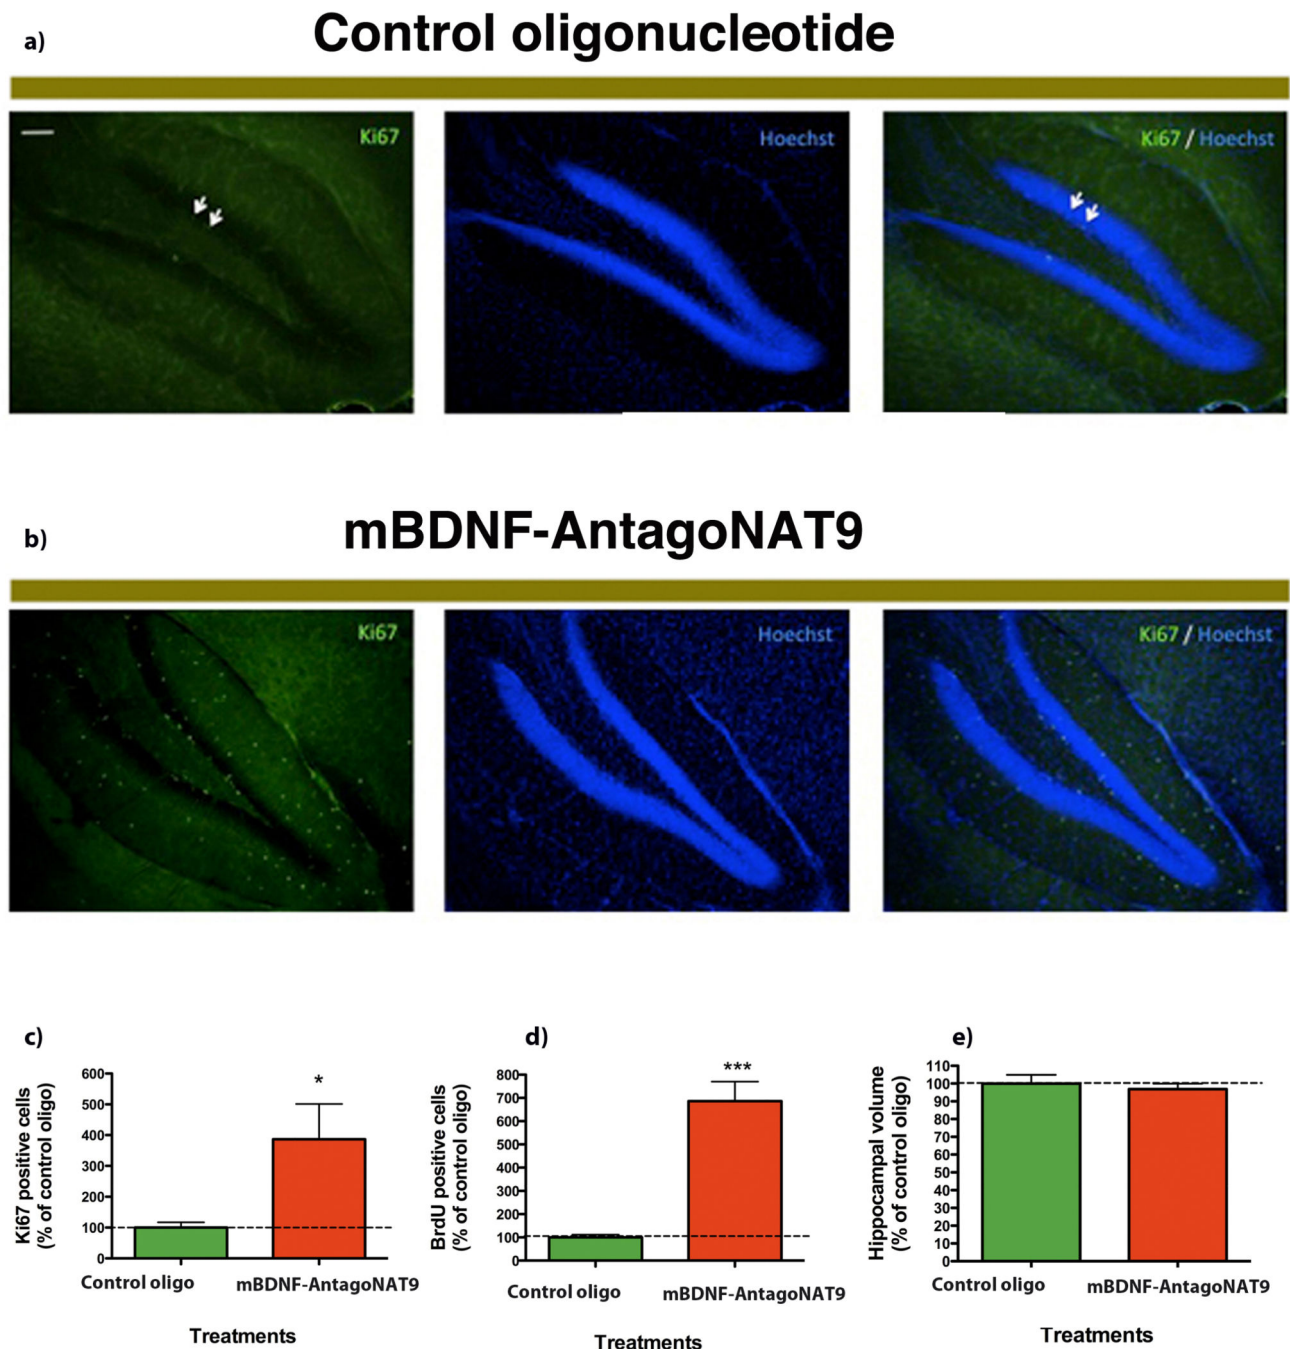 a)
Control oligonucleotide
Ki67
Hoechst
Ki67 / Hoechst
b)
mBDNF-AntagoNAT9
Ki67
Hoechst
Ki67 / Hoechst
c)
Ki67 positive cells
(% of control oligo)
600
500
400
300
200
100
0
*
Control oligo
mBDNF-AntagoNAT9
Treatments
d)
BrdU positive cells
(% of control oligo)
800
700
600
500
400
300
200
100
0
***
Control oligo
mBDNF-AntagoNAT9
Treatments
e)
Hippocampal volume
(% of control oligo)
110
100
90
80
70
60
50
40
30
20
10
0
Control oligo
mBDNF-AntagoNAT9
Treatments